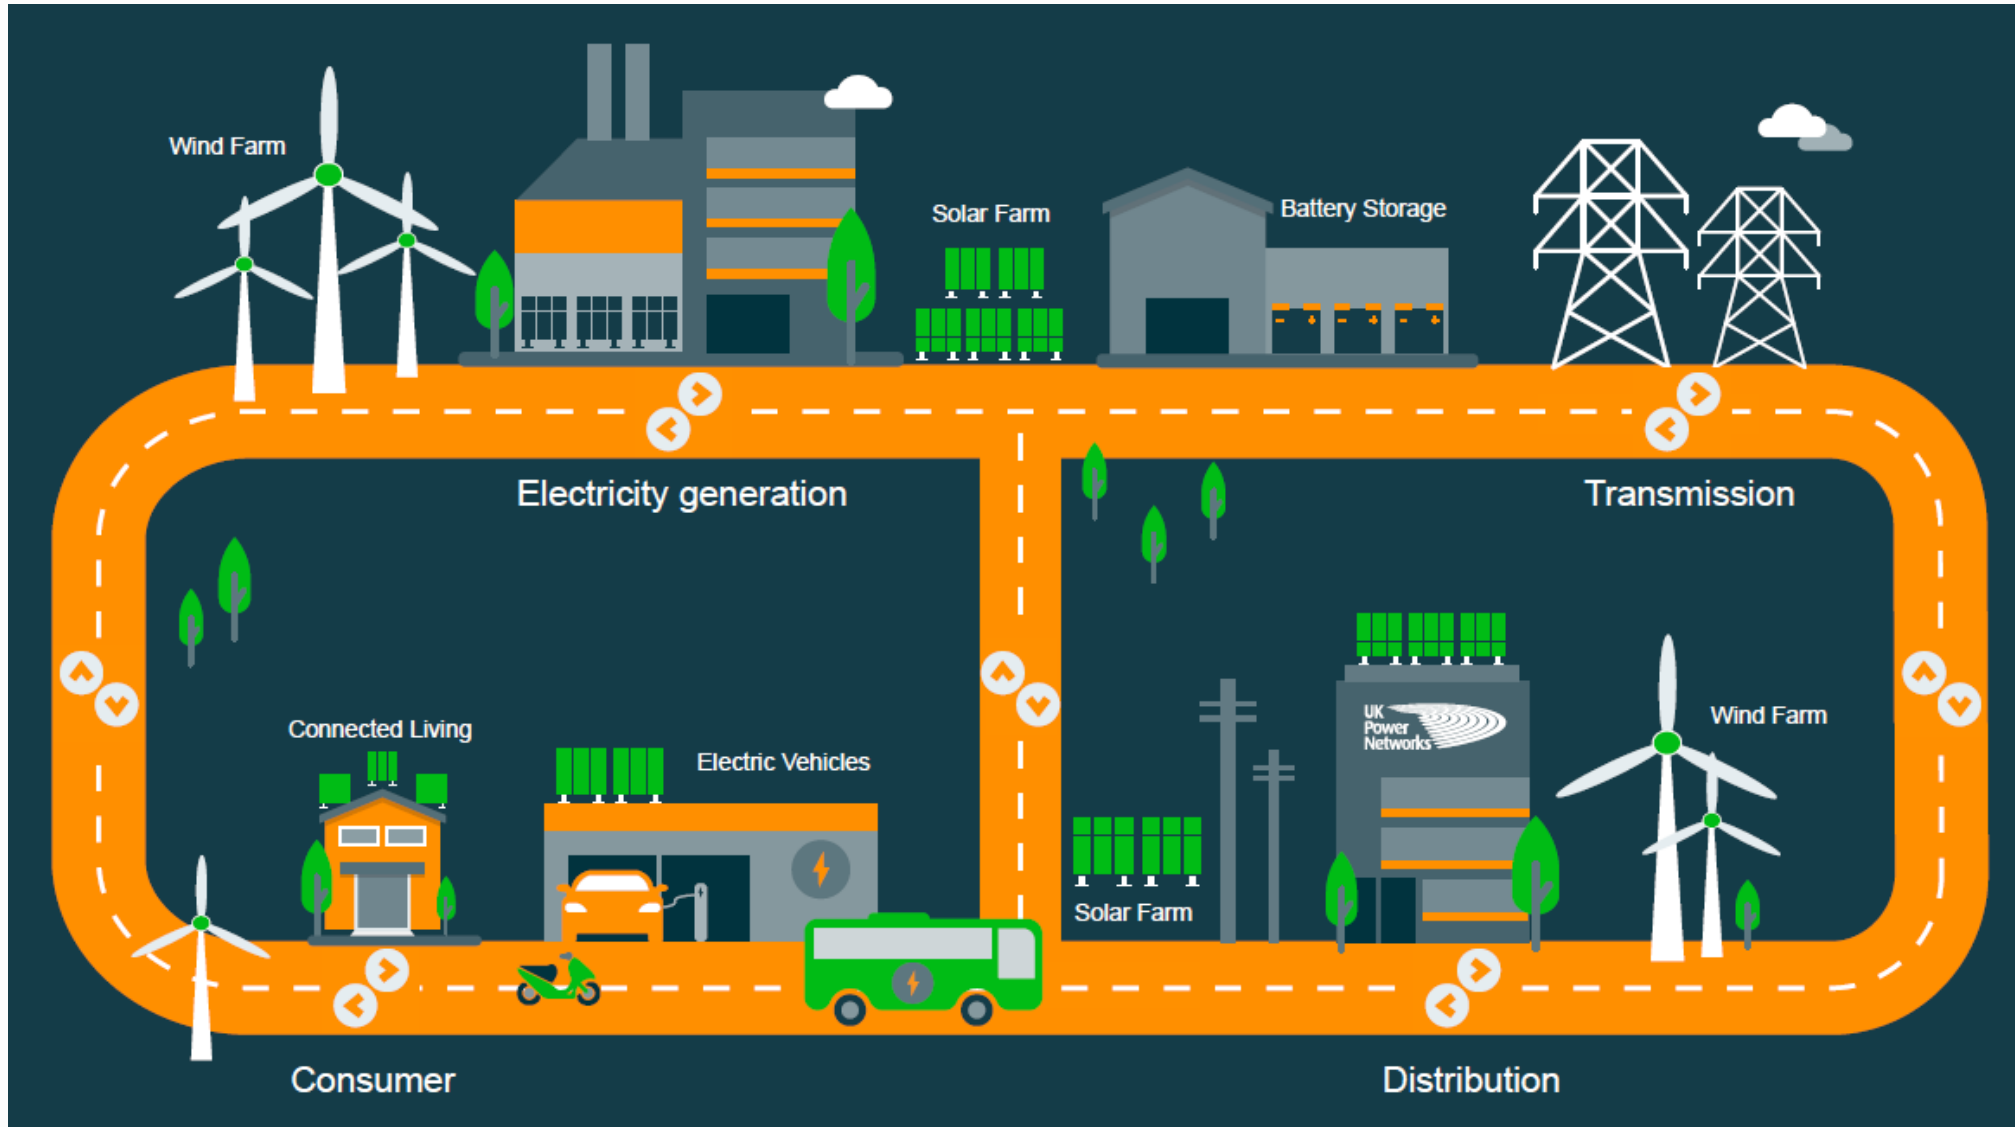 Wind Farm
Solar Farm
Battery Storage
Electricity generation
Transmission
Connected Living
Electric Vehicles
UK
Power
Networks
Wind Farm
Solar Farm
Consumer
Distribution